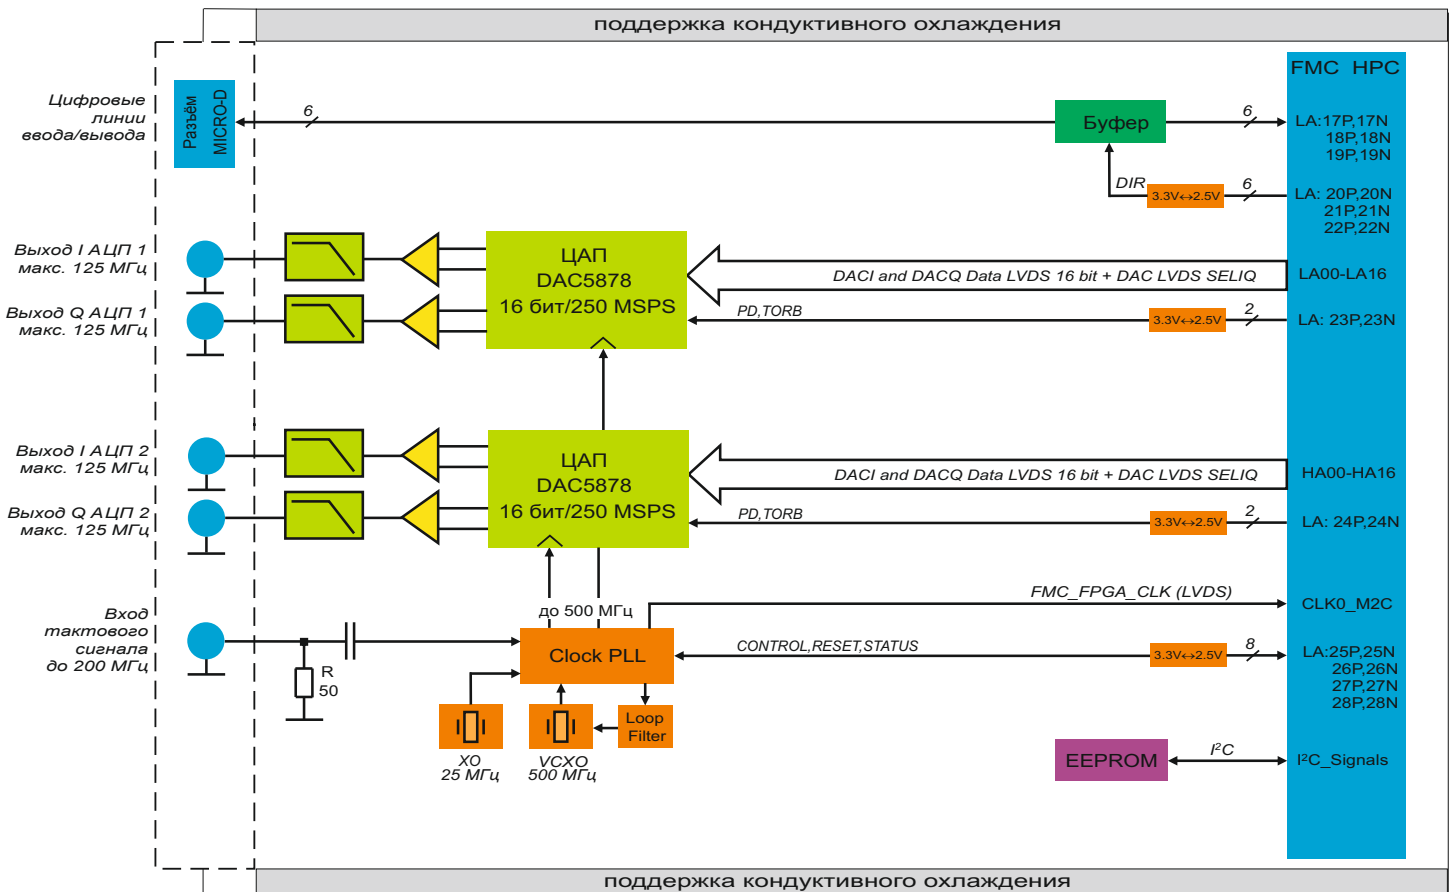 поддержка кондуктивного охлаждения
FMC HPC
Цифровые
линии
ввода/вывода
Разъём
MICRO-D
6
Буфер
6
LA:17P,17N
18P,18N
19P,19N
DIR
3.3V↔2.5V
6
LA: 20P,20N
21P,21N
22P,22N
Выход I АЦП 1
макс. 125 МГц
ЦАП
DAC5878
16 бит/250 MSPS
DACI and DACQ Data LVDS 16 bit + DAC LVDS SELIQ
LA00-LA16
Выход Q АЦП 1
макс. 125 МГц
PD,TORB
3.3V↔2.5V
2
LA: 23P,23N
Выход I АЦП 2
макс. 125 МГц
ЦАП
DAC5878
16 бит/250 MSPS
DACI and DACQ Data LVDS 16 bit + DAC LVDS SELIQ
HA00-HA16
Выход Q АЦП 2
макс. 125 МГц
PD,TORB
3.3V↔2.5V
2
LA: 24P,24N
до 500 МГц
FMC_FPGA_CLK (LVDS)
CLK0_M2C
Вход
тактового
сигнала
до 200 МГц
R
50
Clock PLL
CONTROL,RESET,STATUS
3.3V↔2.5V
8
LA:25P,25N
26P,26N
27P,27N
28P,28N
Loop
Filter
XO
25 МГц
VCXO
500 МГц
EEPROM
I²C
I²C_Signals
поддержка кондуктивного охлаждения